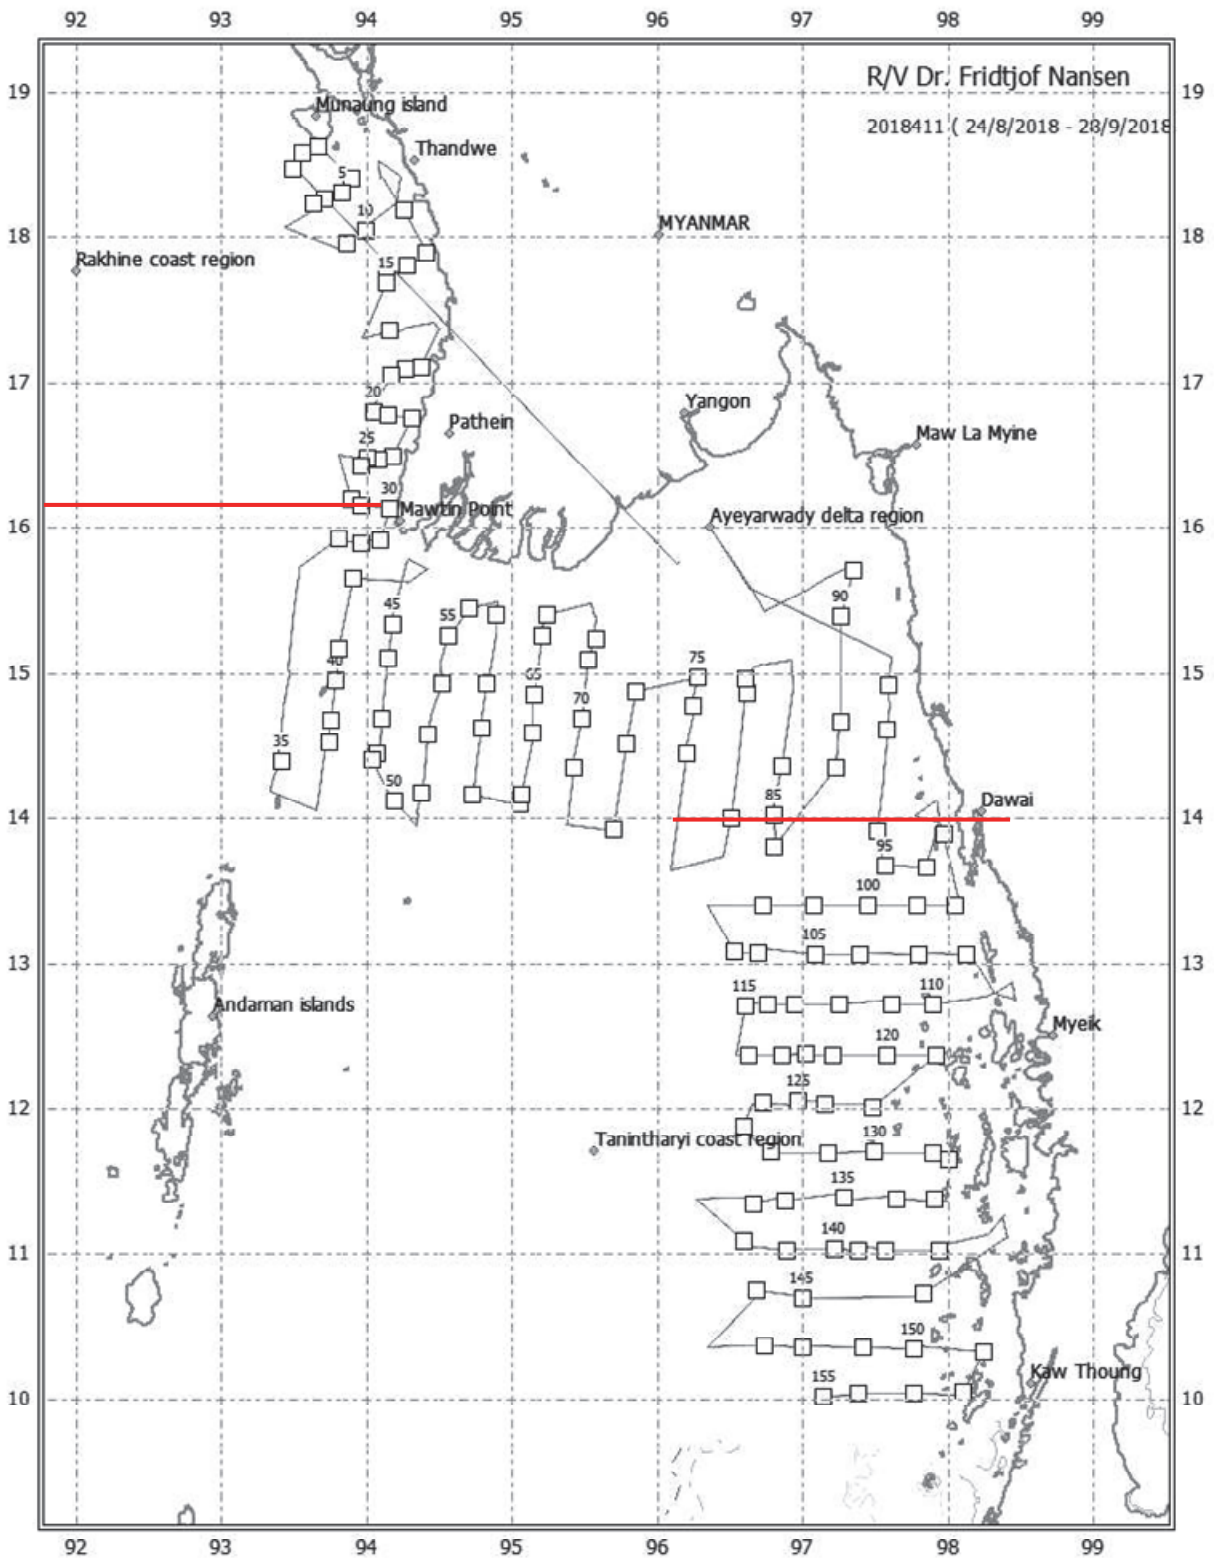 92 93 94 95 96 97 98 99
R/V Dr. Fridtjof Nansen
19 19
Munaung island
2018411 ( 24/8/2018 - 28/9/2018
Thandwe
5
10
MYANMAR
18 18
Rakhine coast region
15
17 17
20
Yangon
Pathein
Maw La Myine
25
30
Mawtin Point
Ayeyarwady delta region
16 16
45
90
55
75
15 15
40
65
70
35
50
85
Dawai
14 14
95
100
105
13 13
115
110
Andaman islands
Myeik
120
125
12 12
130
Tanintharyi coast region
135
140
11 11
145
150
Kaw Thoung
155
10 10
92 93 94 95 96 97 98 99